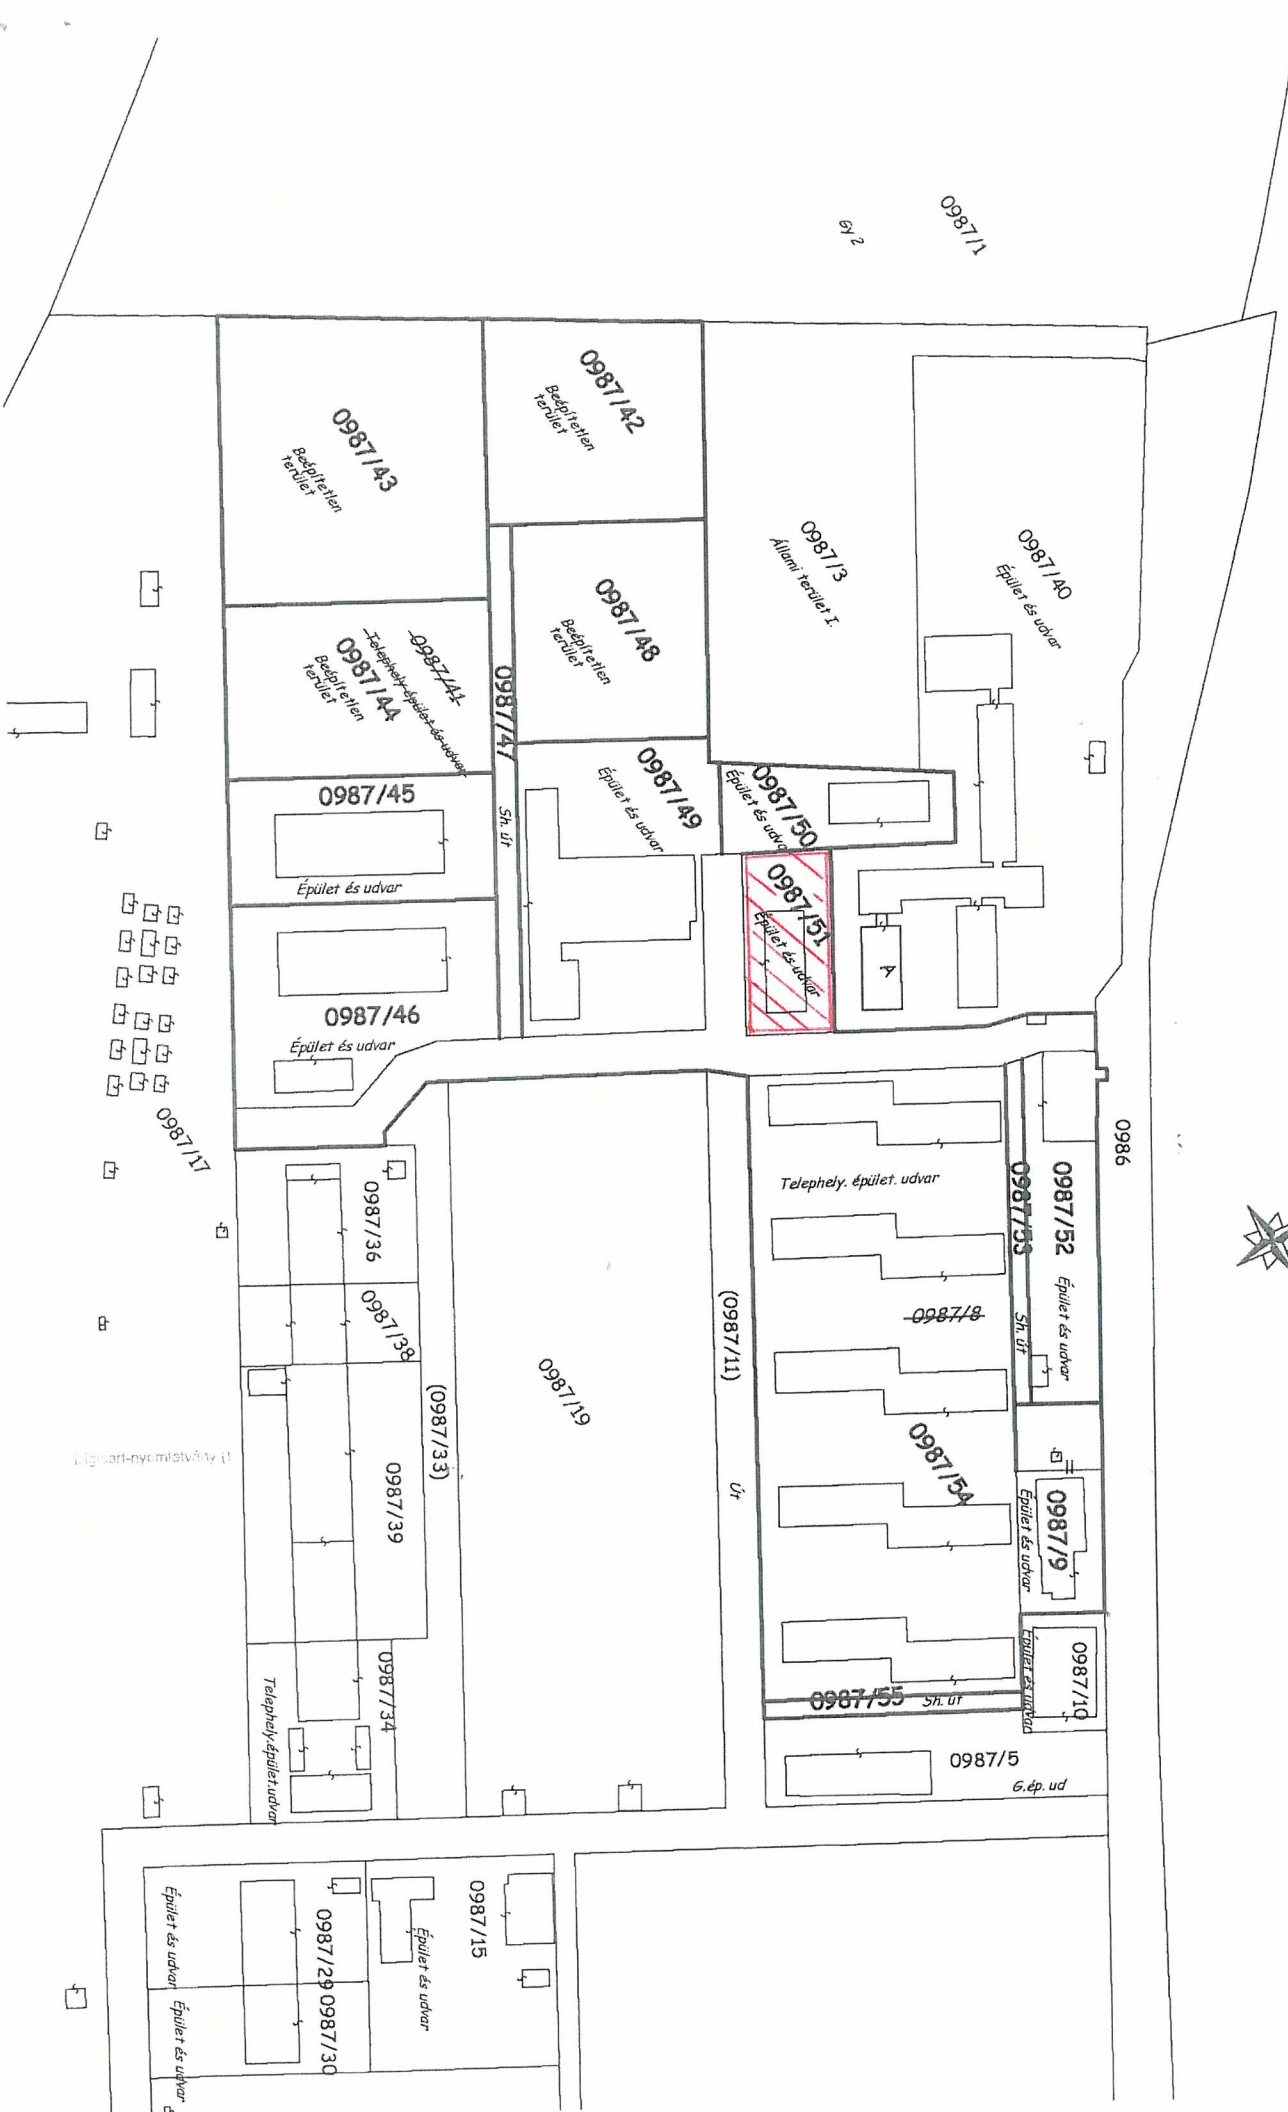 0987/1
Gy 2
0987/42
Beépítetlen
terület
0987/43
Beépítetlen
terület
0987/3
Állami terület I.
0987/40
Épület és udvar
0987/48
Beépítetlen
terület
0987/41
Telephely épület és udvar
0987/44
Beépítetlen
terület
0987/47
Sh. út
0987/49
Épület és udvar
0987/50
Épület és udvar
0987/45
Épület és udvar
0987/51
Épület és udvar
A
0987/46
Épület és udvar
0987/17
0986
0987/52
Épület és udvar
0987/53
Sh. út
Telephely. épület. udvar
0987/8
0987/54
0987/36
0987/38
(0987/33)
0987/39
0987/19
(0987/11)
Út
0987/9
Épület és udvar
0987/10
Épület és udvar
0987/34
Telephely.épület.udvar
0987/55
Sh. út
0987/5
G.ép. ud
0987/15
Épület és udvar
0987/29
Épület és udvar
0987/30
Épület és udvar